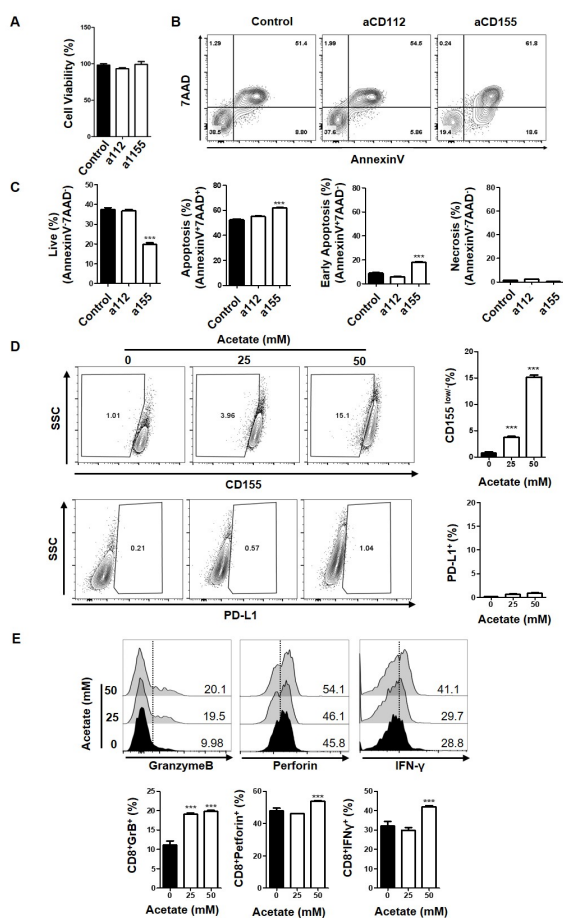 A
Cell Viability (%)
150
100
50
0
Control
a112
a1155
B
Control
aCD112
aCD155
7AAD
1.29
51.4
38.5
8.80
1.99
54.5
37.6
5.86
0.24
61.8
19.4
18.6
AnnexinV
C
Live (%)
(AnnexinV-7AAD-)
50
40
30
20
10
0
***
Control
a112
a155
Apoptosis (%)
(AnnexinV+7AAD+)
80
60
40
20
0
***
Control
a112
a155
Early Apoptosis (%)
(AnnexinV+7AAD-)
50
40
30
20
10
0
***
Control
a112
a155
Necrosis (%)
(AnnexinV-7AAD-)
50
40
30
20
10
0
Control
a112
a155
D
Acetate (mM)
0
25
50
SSC
1.01
3.96
15.1
CD155
CD155 low/-(%)
20
15
10
5
0
***
***
0
25
50
Acetate (mM)
SSC
0.21
0.57
1.04
PD-L1
PD-L1+ (%)
20
15
10
5
0
0
25
50
Acetate (mM)
E
Acetate (mM)
50
25
0
20.1
19.5
9.98
GranzymeB
54.1
46.1
45.8
Perforin
41.1
29.7
28.8
IFN-γ
CD8+GrB+ (%)
25
20
15
10
5
0
***
***
0
25
50
Acetate (mM)
CD8+Petforin+ (%)
60
40
20
0
***
0
25
50
Acetate (mM)
CD8+IFNγ+ (%)
50
40
30
20
10
0
***
0
25
50
Acetate (mM)